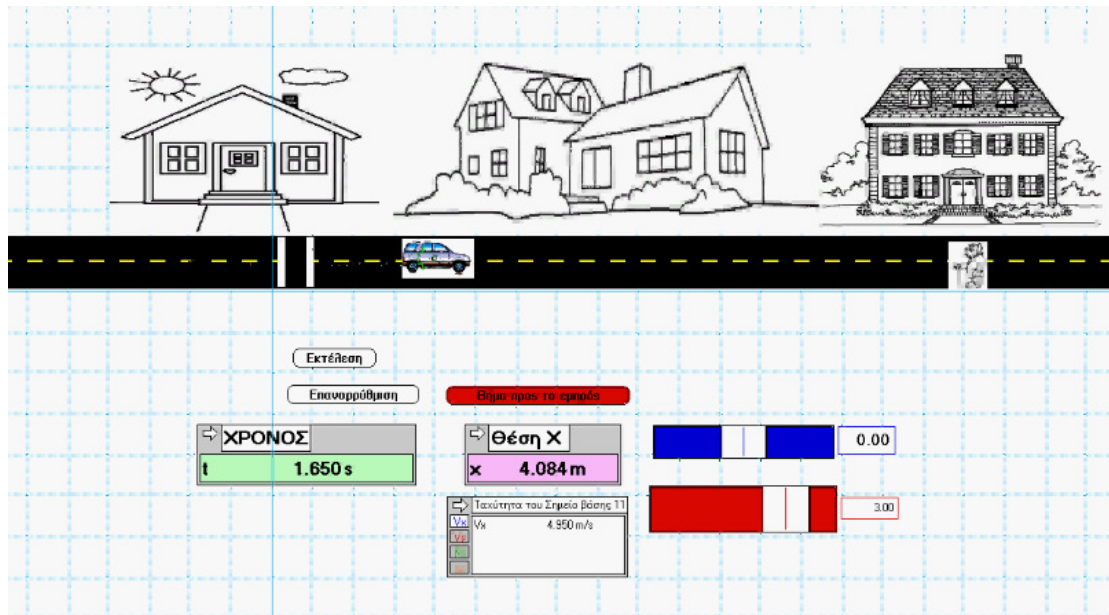 Εκτέλεση
Επαναρρύθμιση
Βήμα προς τα εμπρός
ΧΡΟΝΟΣ
t 1.650 s
Θέση Χ
x 4.084 m
0.00
3.00
Ταχύτητα του Σημείο βάσης 11
Vx
Vx 4.950 m/s